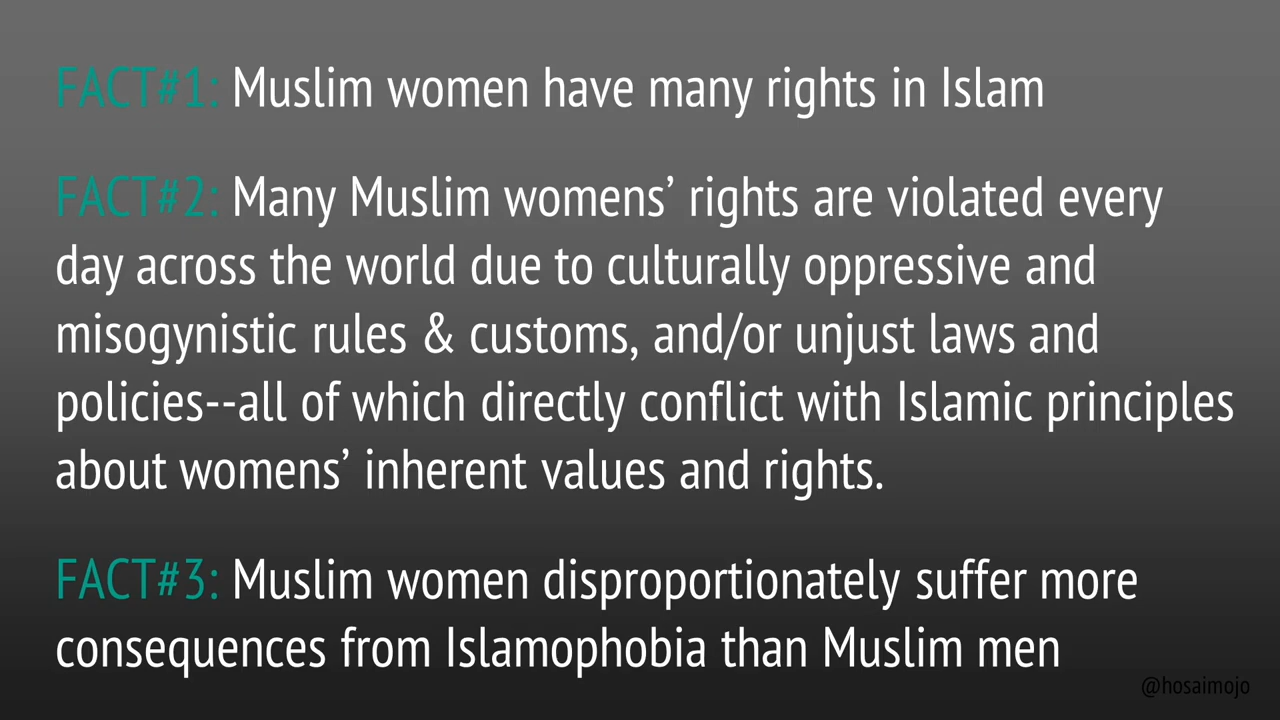 FACT#1: Muslim women have many rights in Islam
FACT#2: Many Muslim womens’ rights are violated every
day across the world due to culturally oppressive and
misogynistic rules & customs, and/or unjust laws and
policies--all of which directly conflict with Islamic principles
about womens’ inherent values and rights.
FACT#3: Muslim women disproportionately suffer more
consequences from Islamophobia than Muslim men
@hosaimojo